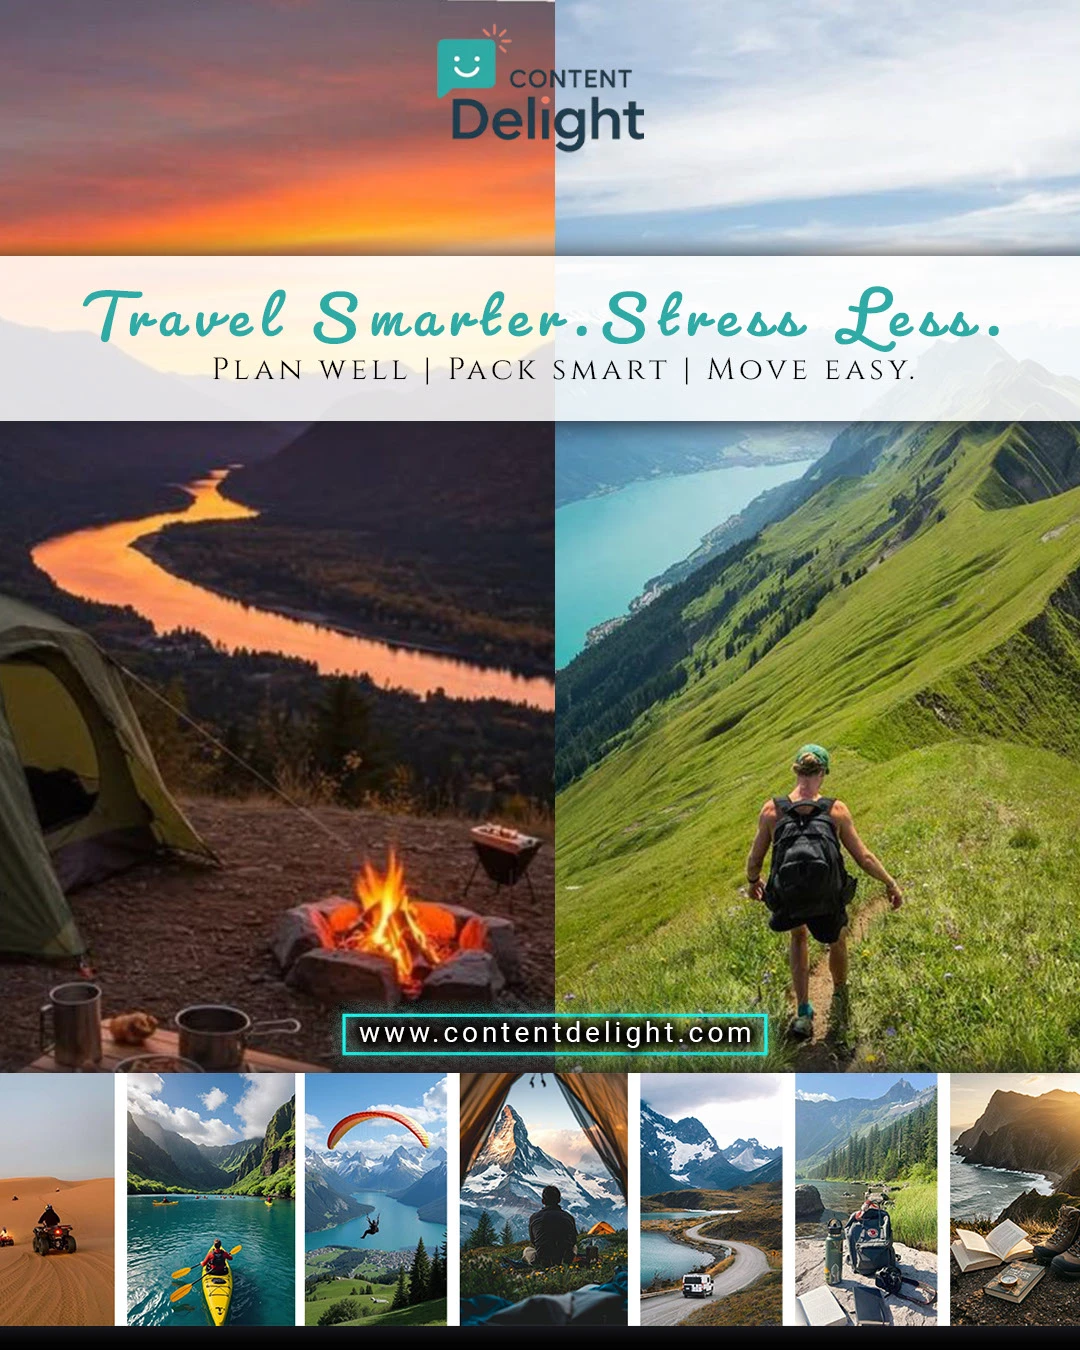 CONTENT
Delight
Travel Smarter.Stress Less.
Plan well | Pack smart | Move easy.
www.contentdelight.com